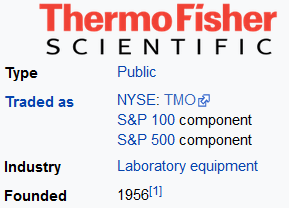 ThermoFisher
SCIENTIFIC
Type Public
Traded as NYSE: TMO
S&P 100 component
S&P 500 component
Industry Laboratory equipment
Founded 1956[1]